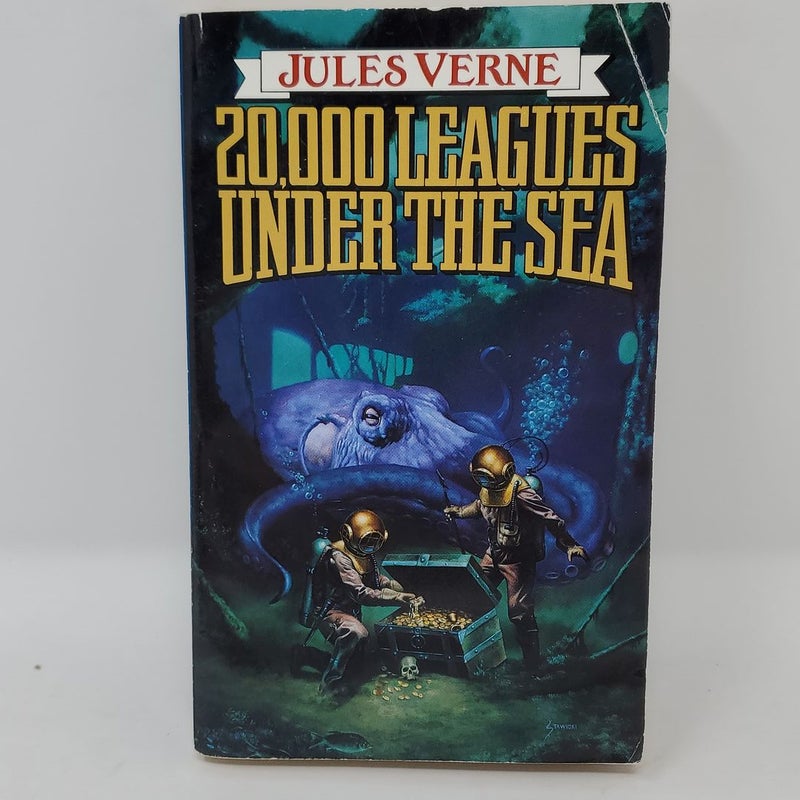 JULES VERNE
20,000 LEAGUES
UNDER THE SEA